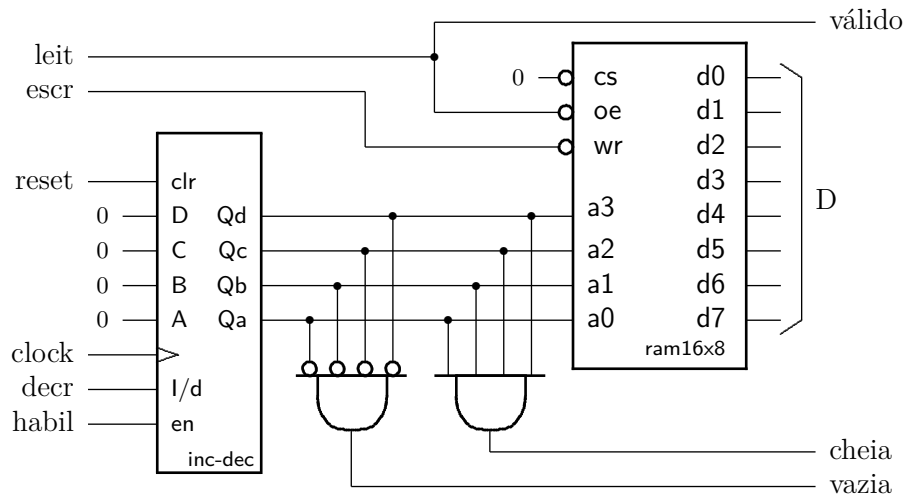 válido
leit
0 cs d0
escr
oe d1
wr d2
reset clr d3
D
0 D Qd a3 d4
0 C Qc a2 d5
0 B Qb a1 d6
0 A Qa a0 d7
clock ram16x8
decr I/d
habil en
inc-dec
cheia
vazia